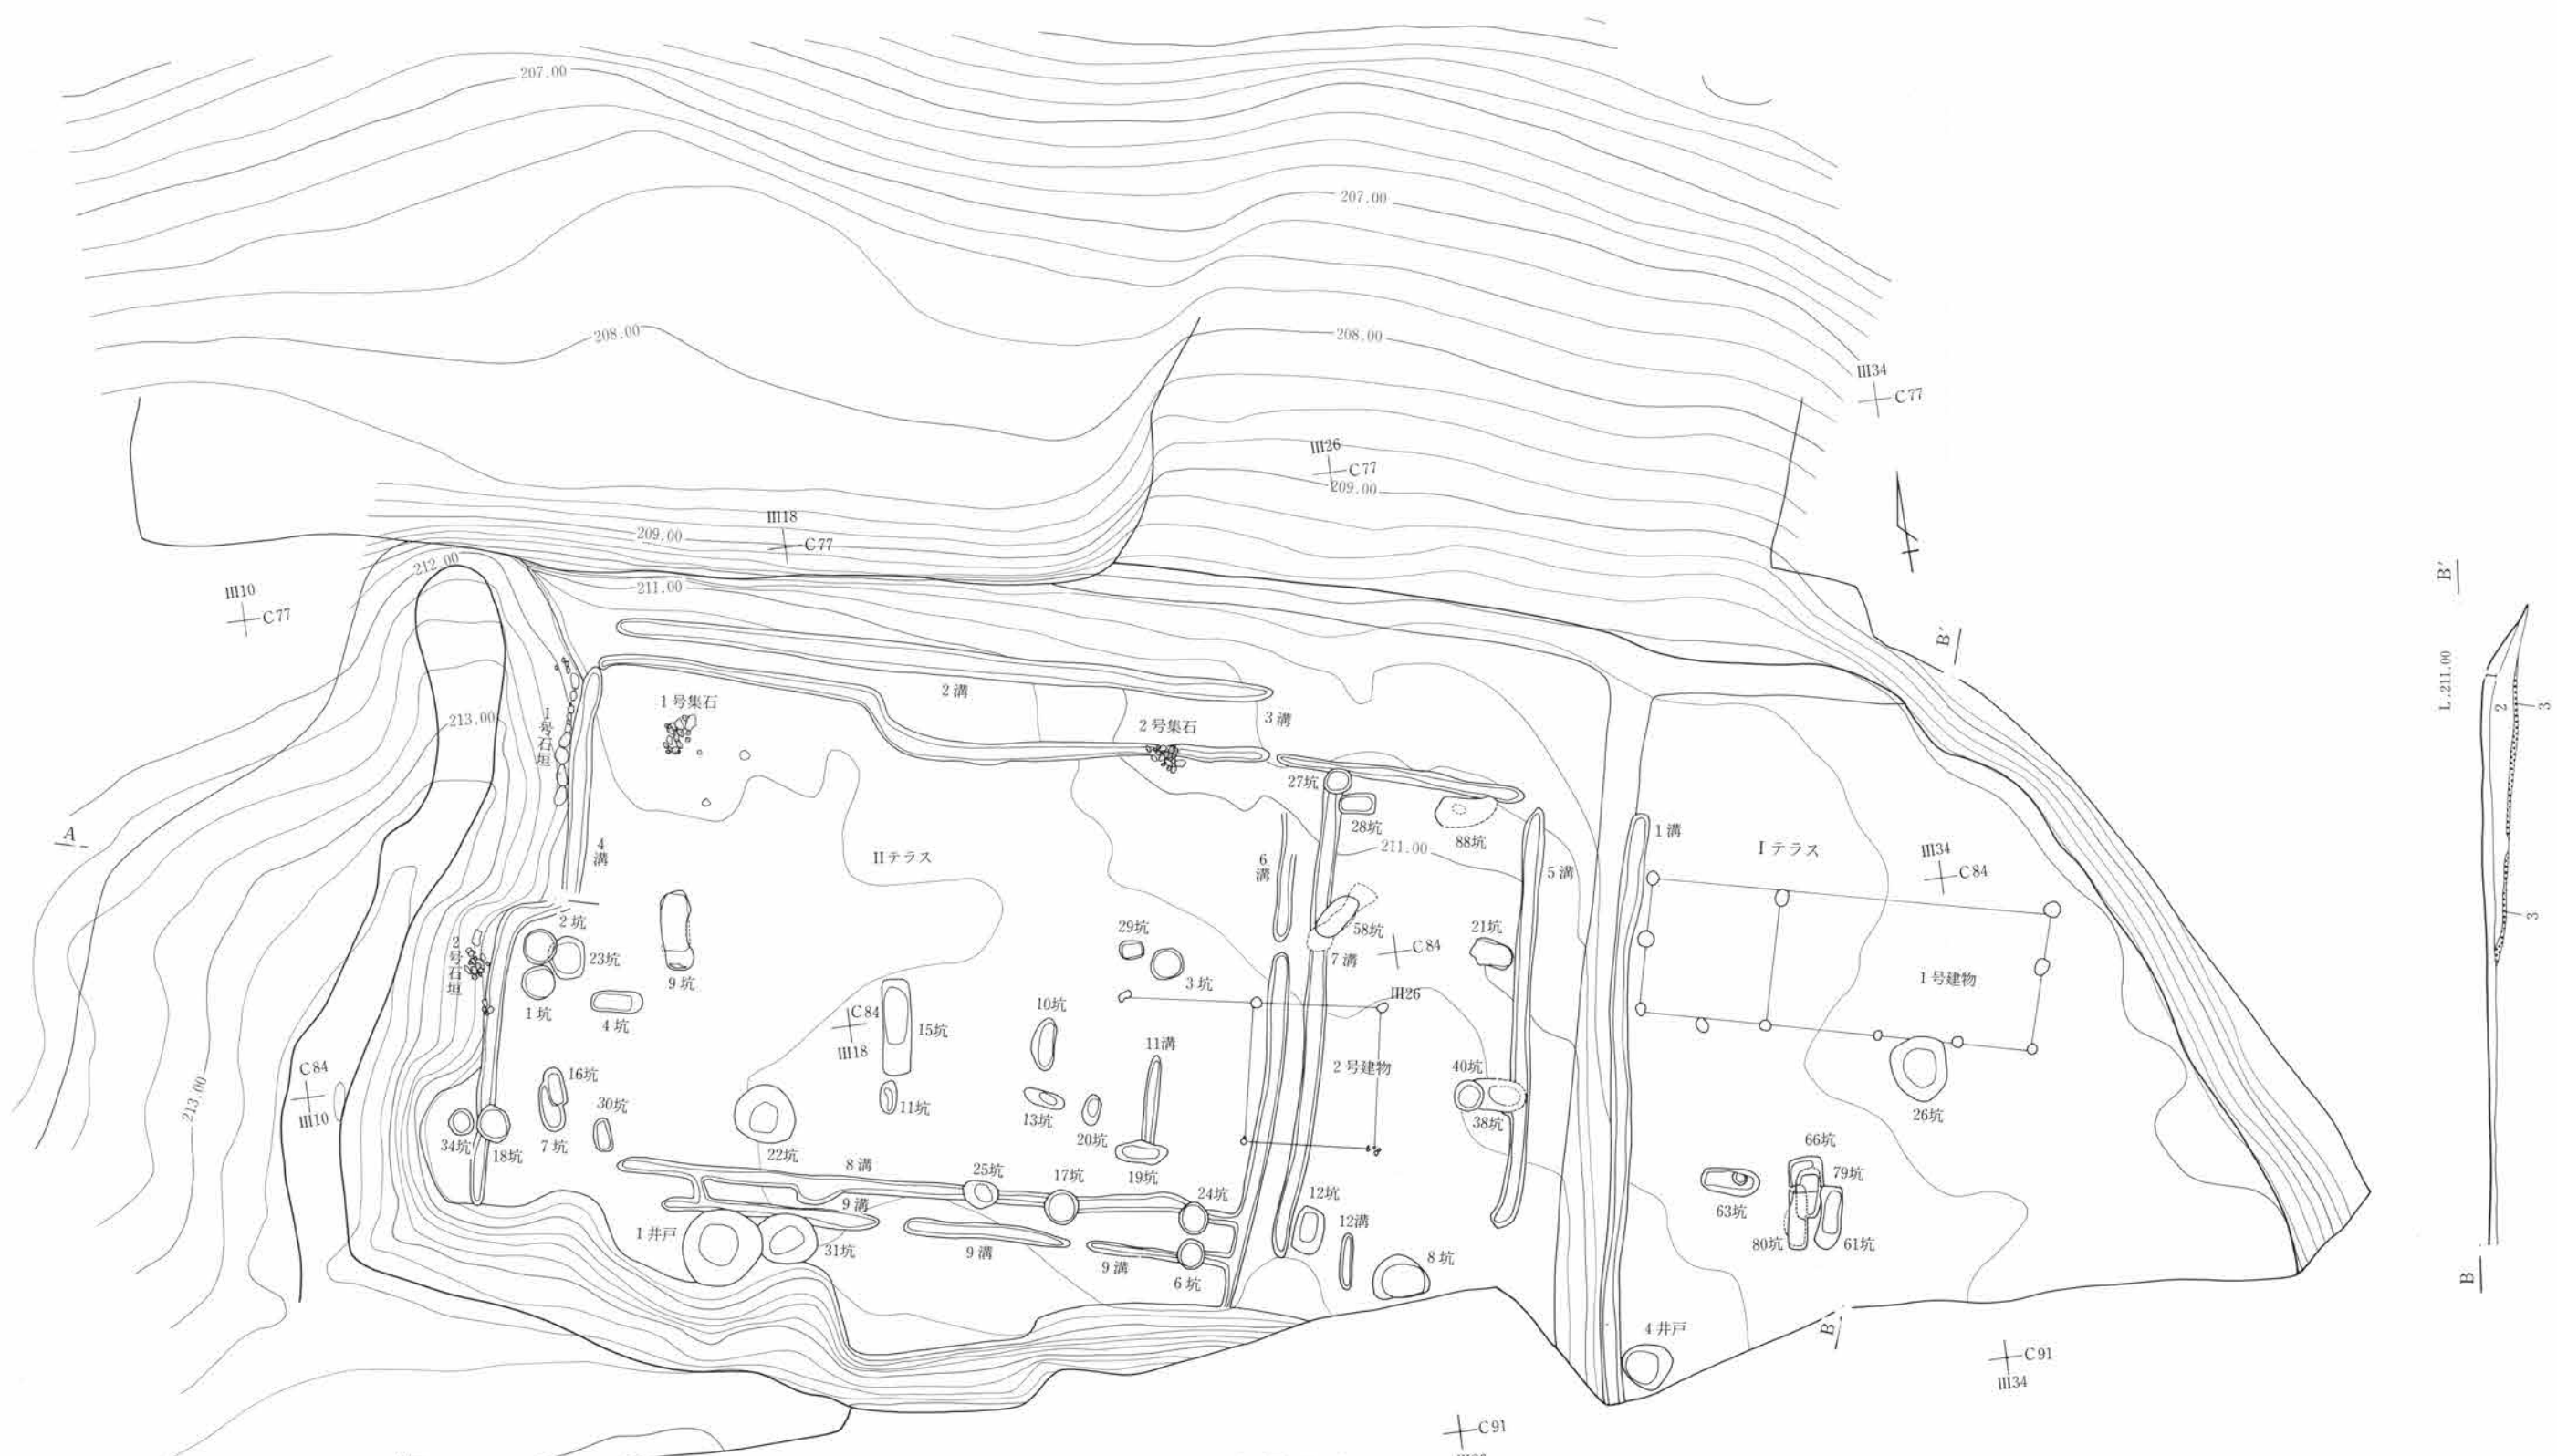 207.00
207.00
208.00
208.00
III34
C77
III26
C77
209.00
III18
C77
209.00
212.00
211.00
III10
C77
B′
B′
L.211.00
1
2
3
3
B
213.00
1号石垣
1号集石
2溝
2号集石
3溝
27坑
28坑
88坑
211.00
A
4溝
IIテラス
6溝
5溝
1溝
Iテラス
III34
C84
2坑
23坑
2号石垣
9坑
29坑
3坑
58坑
C84
7溝
21坑
III26
1号建物
1坑
4坑
C84
III18
15坑
10坑
11溝
2号建物
40坑
38坑
26坑
C84
III10
213.00
16坑
30坑
11坑
13坑
20坑
34坑
18坑
7坑
22坑
19坑
8溝
25坑
17坑
24坑
12坑
12溝
66坑
79坑
63坑
80坑
61坑
9溝
1井戸
31坑
9溝
9溝
6坑
8坑
4井戸
B
C91
III34
C91